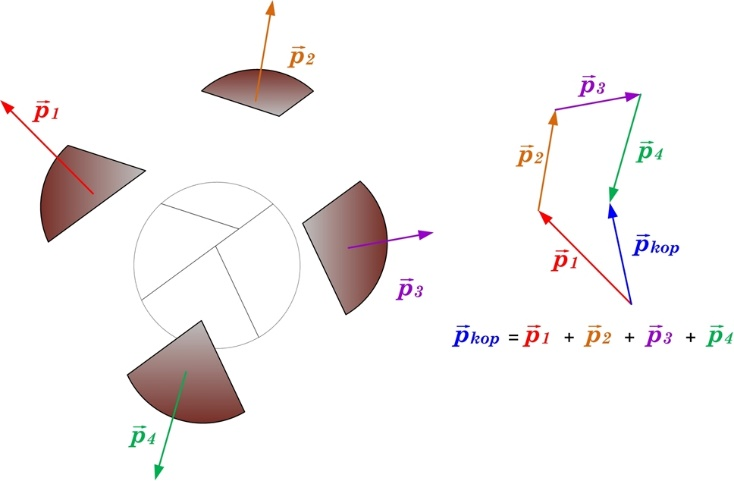 p⃗2
p⃗1
p⃗3
p⃗4
p⃗3
p⃗2
p⃗4
p⃗1
p⃗kop
p⃗kop = p⃗1 + p⃗2 + p⃗3 + p⃗4